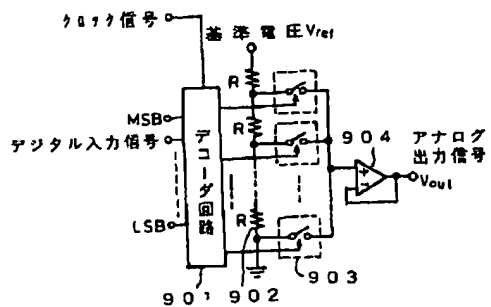 クロック信号
基準電圧Vref
R
MSB
R
デジタル入力信号
デコーダ回路
904
アナログ
出力信号
Vout
R
LSB
901
902
903